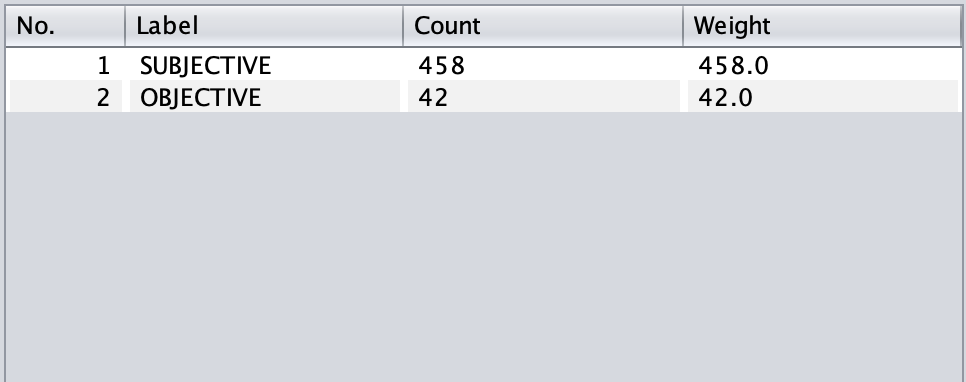 No. Label Count Weight
1 SUBJECTIVE 458 458.0
2 OBJECTIVE 42 42.0